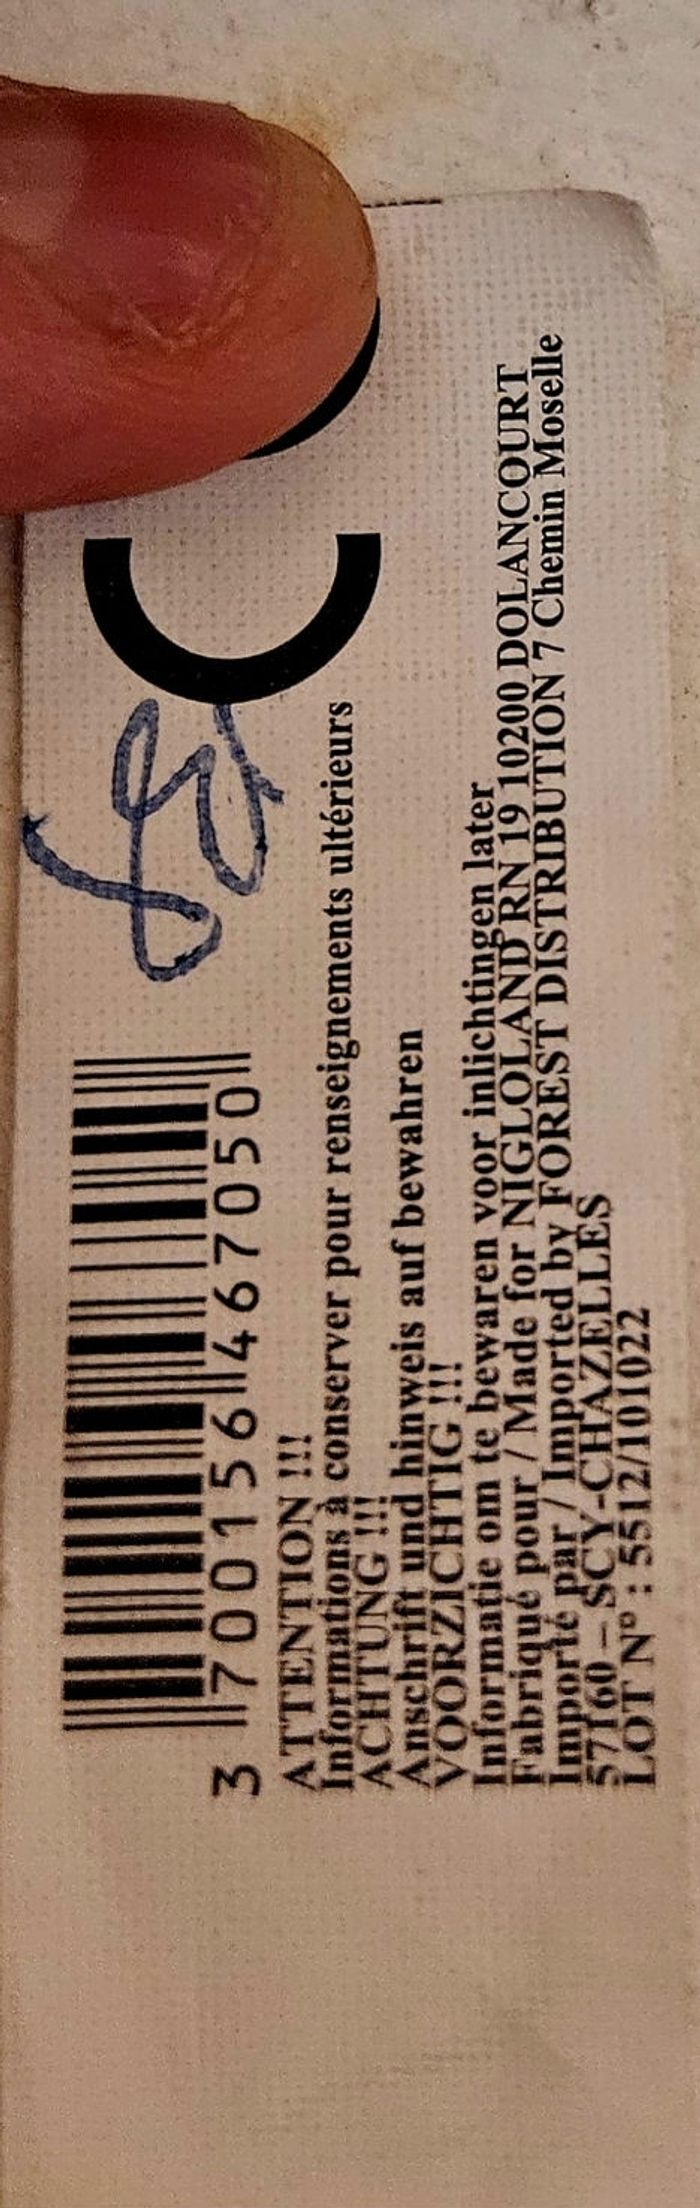 3 700156 467050
ATTENTION !!!
Informations à conserver pour renseignements ultérieurs
ACHTUNG !!!
Anschrift und hinweis auf bewahren
VOORZICHTIG !!!
Informatie om te bewaren voor inlichtingen later
Fabriqué pour / Made for NIGLOLAND RN 19 10200 DOLANCOURT
Importé par / Imported by FOREST DISTRIBUTION 7 Chemin Moselle
57160 – SCY-CHAZELLES
LOT N° : 5512/101022